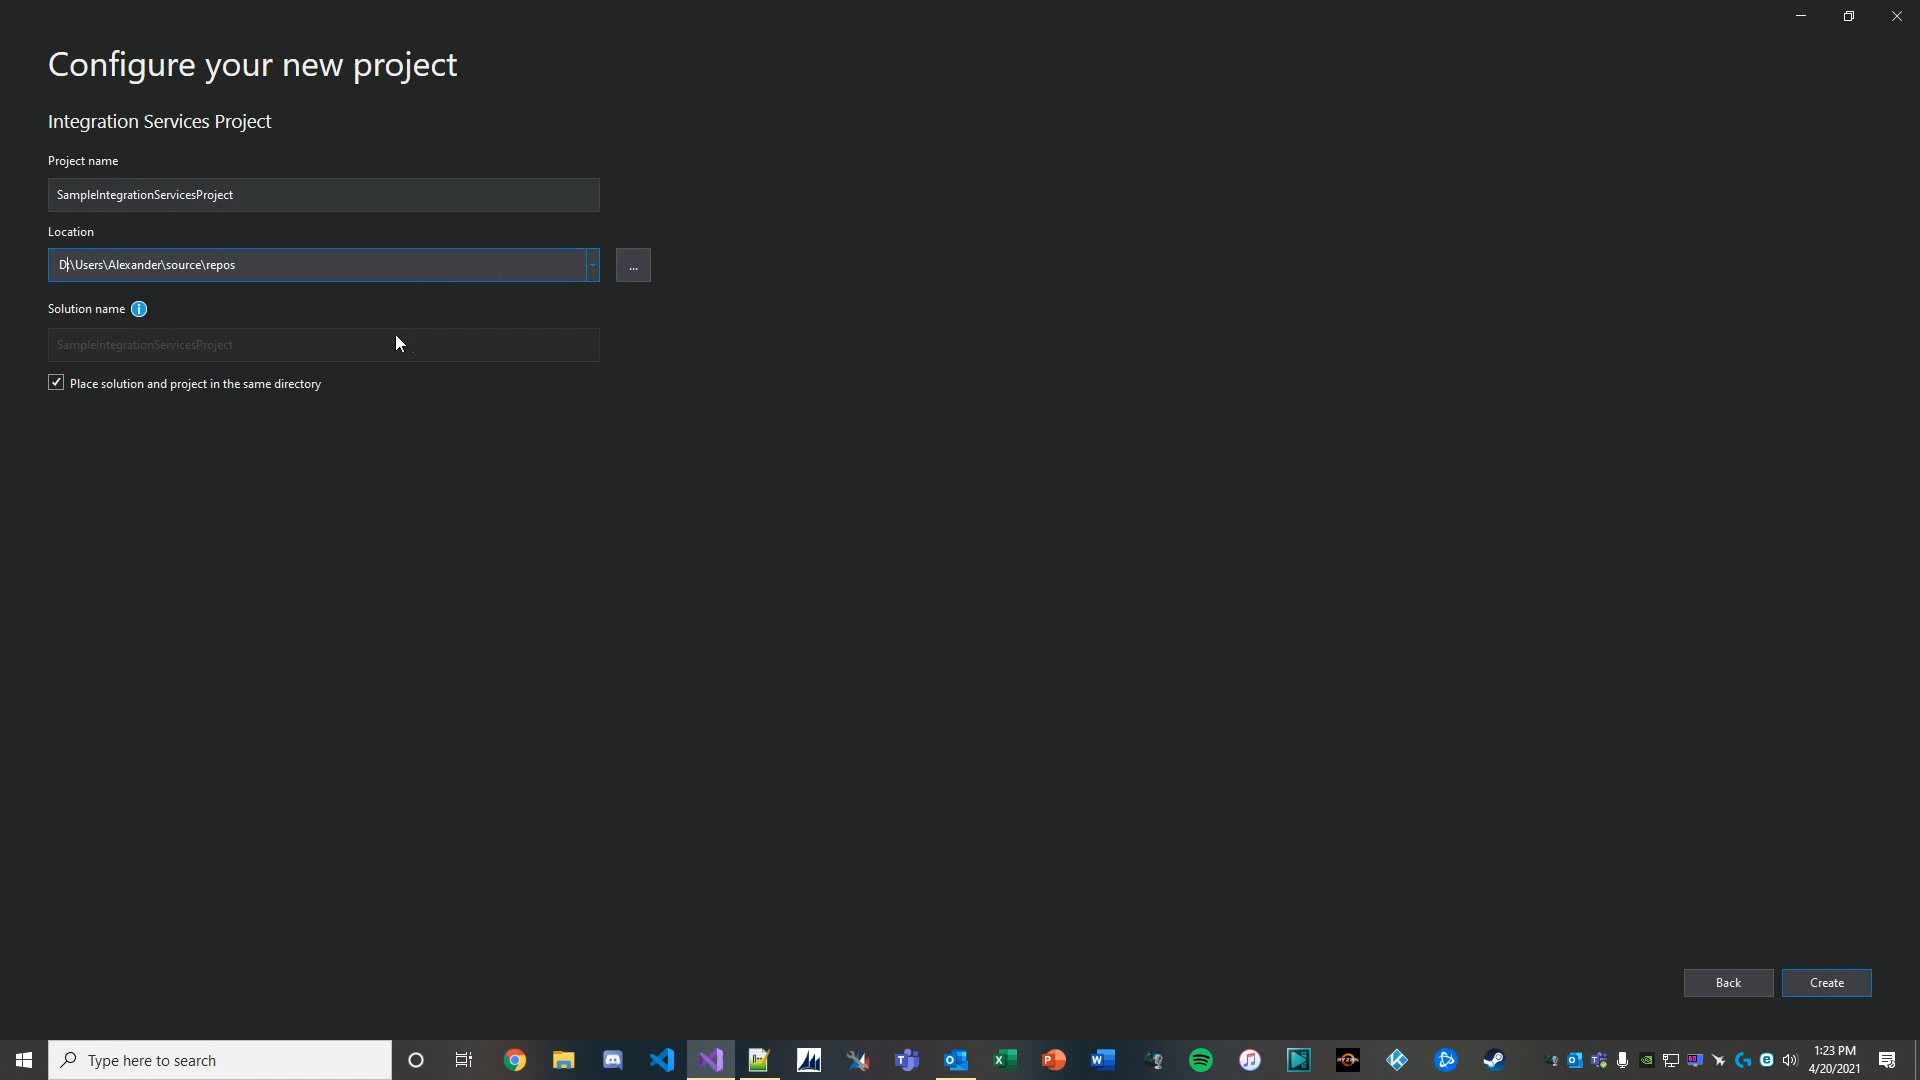 Configure your new project
Integration Services Project
Project name
SampleIntegrationServicesProject
Location
D:\Users\Alexander\source\repos
...
Solution name
SampleIntegrationServicesProject
Place solution and project in the same directory
Back
Create
Type here to search
1:23 PM
4/20/2021